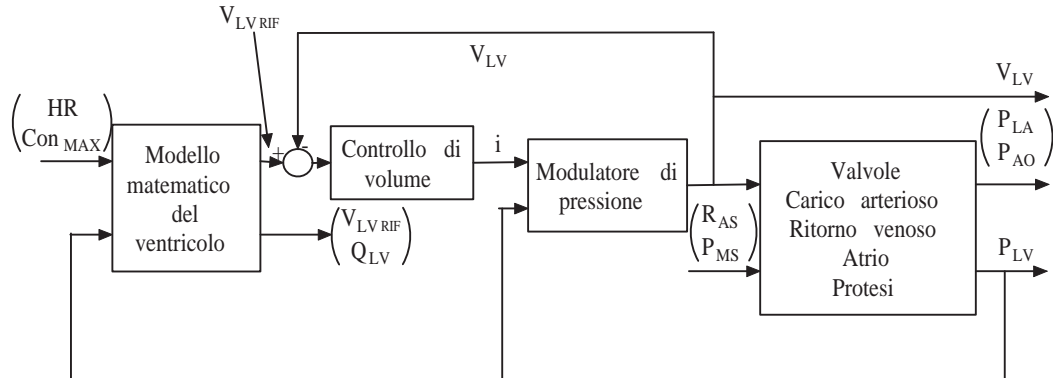 V_LV RIF
V_LV
HR
Con_MAX
Modello
matematico
del
ventricolo
+
-
Controllo di
volume
i
Modulatore di
pressione
V_LV RIF
Q_LV
R_AS
P_MS
Valvole
Carico arterioso
Ritorno venoso
Atrio
Protesi
V_LV
P_LA
P_AO
P_LV